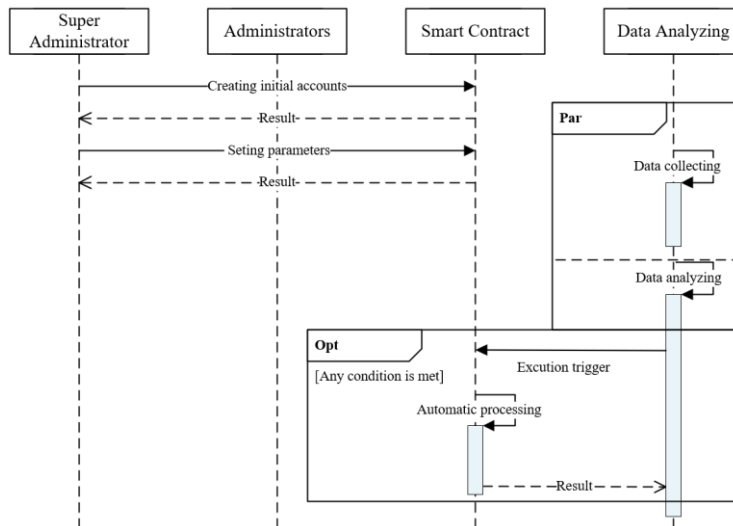 Super
Administrator
Administrators
Smart Contract
Data Analyzing
Creating initial accounts
Result
Par
Seting parameters
Data collecting
Result
Data analyzing
Opt
[Any condition is met]
Excution trigger
Automatic processing
Result